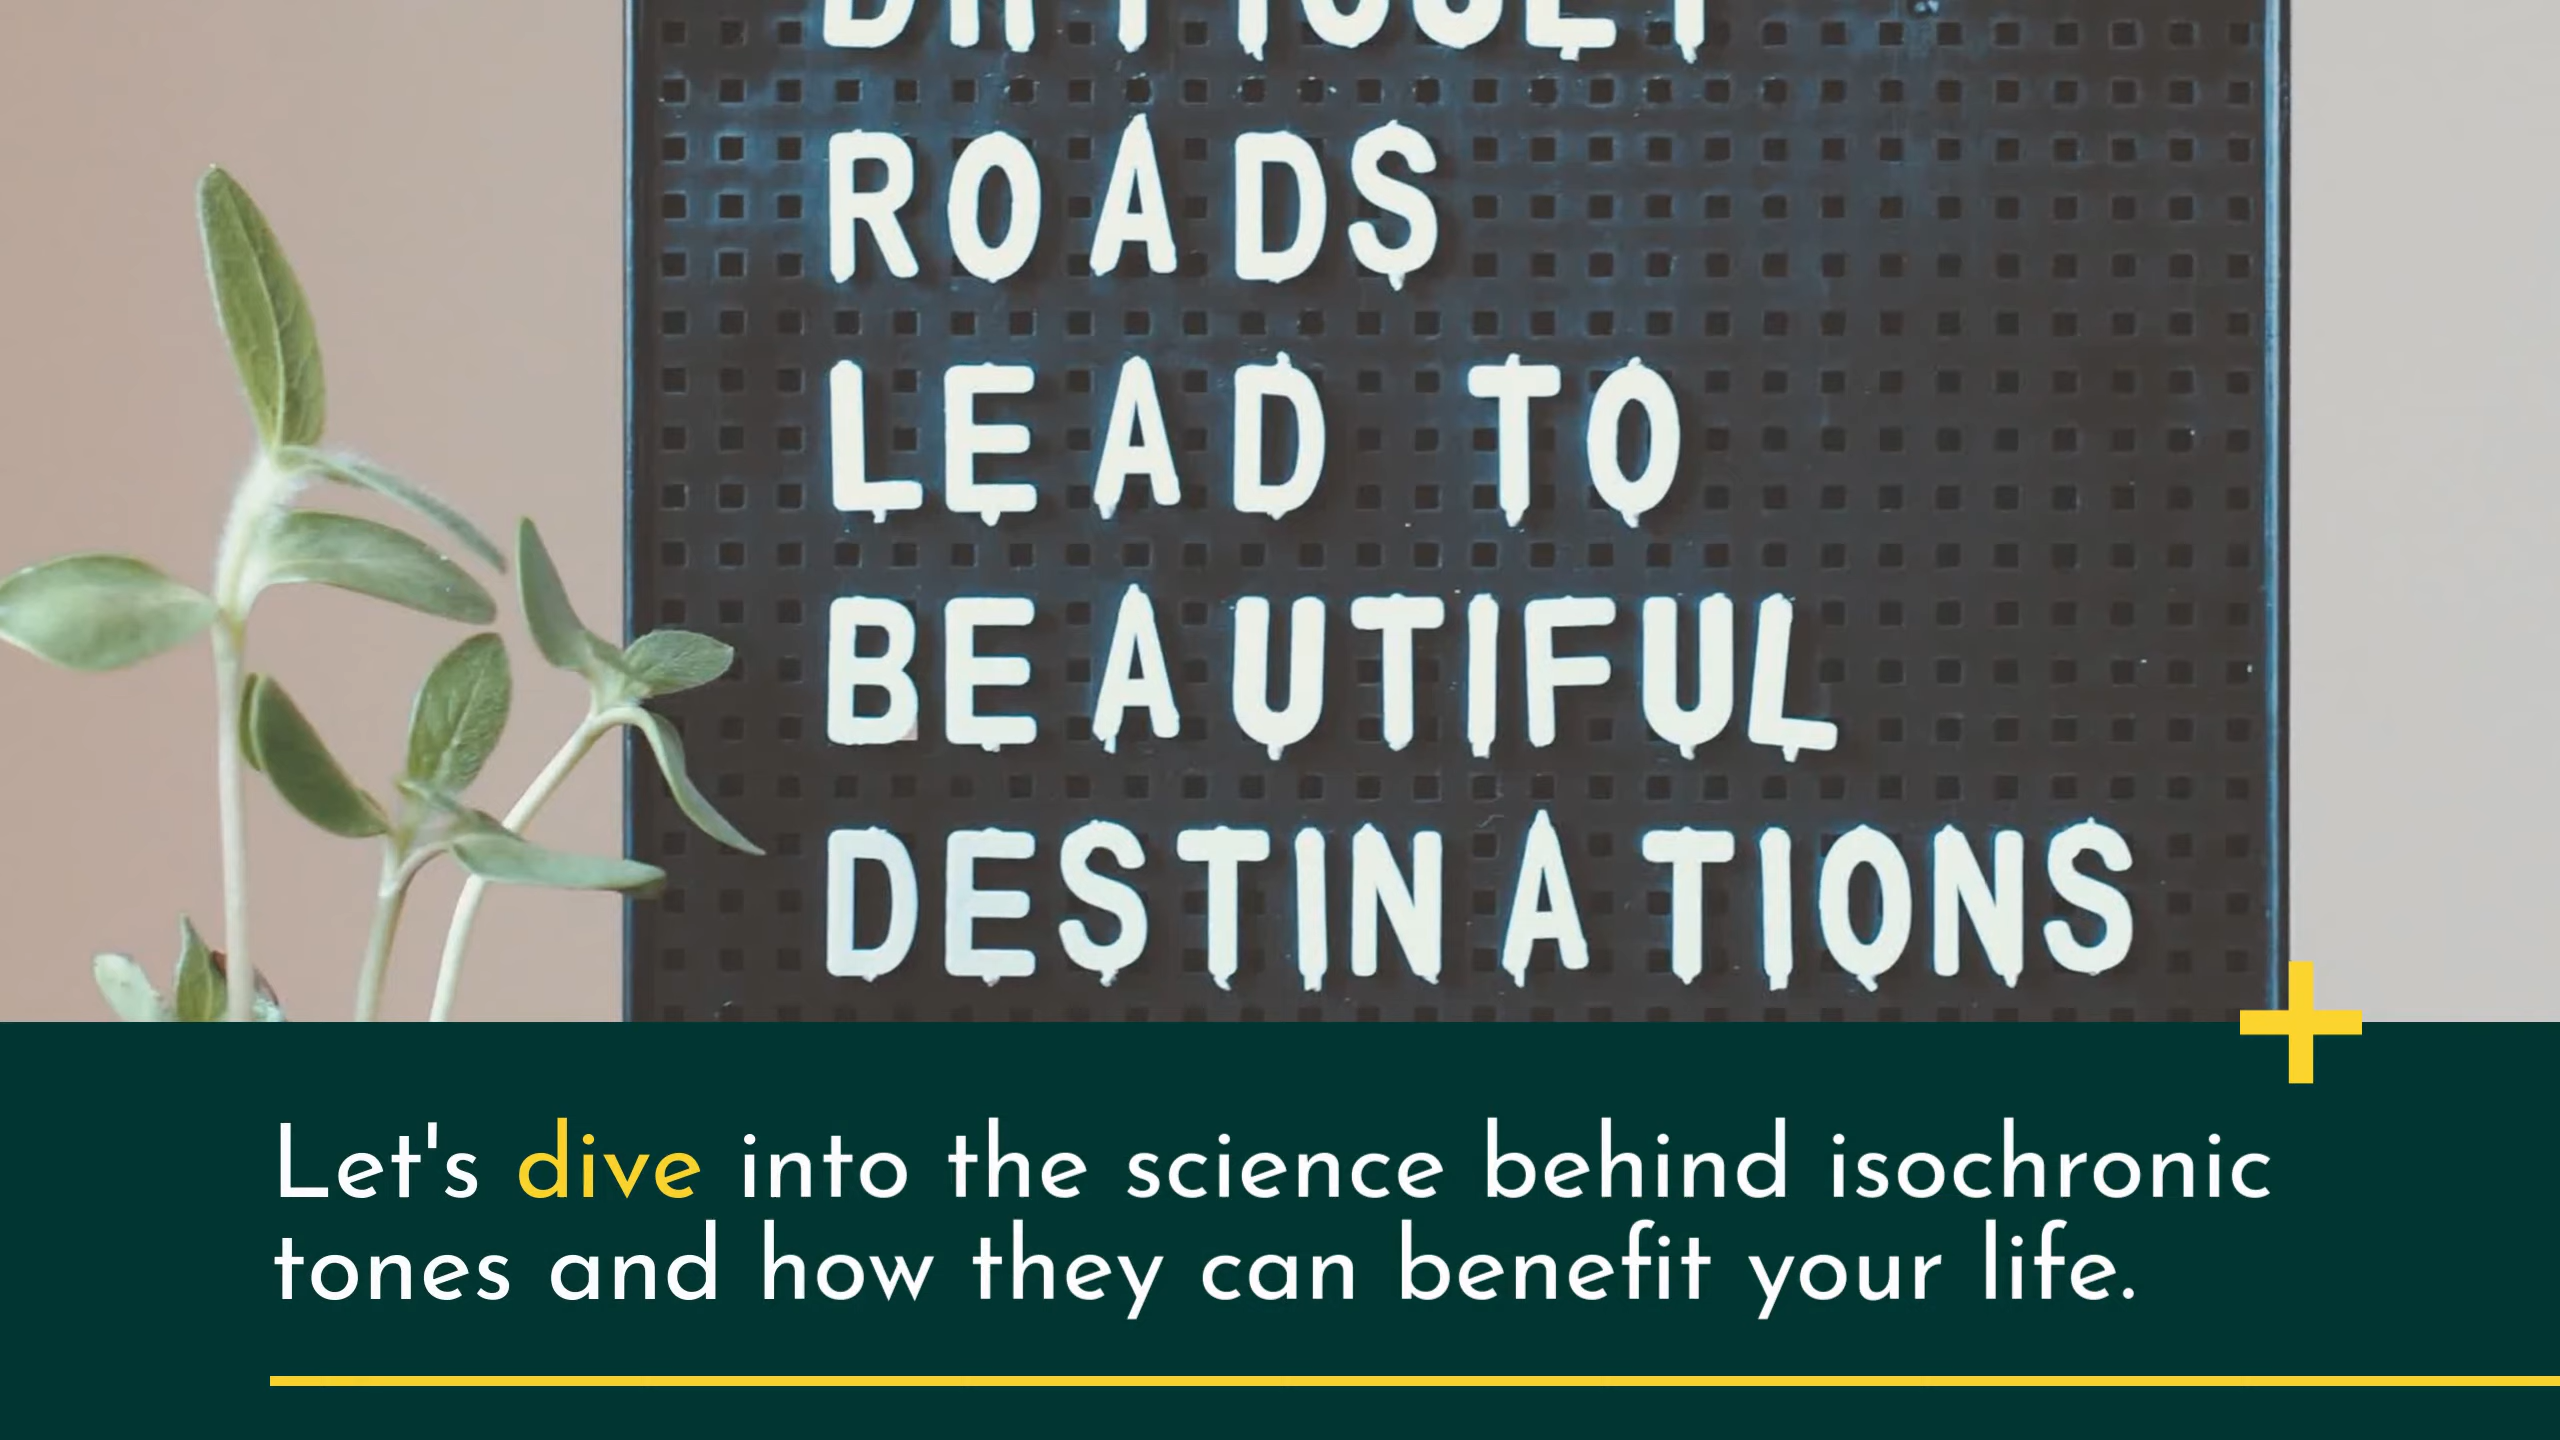 DIFFICULT
ROADS
LEAD TO
BEAUTIFUL
DESTINATIONS
Let's dive into the science behind isochronic
tones and how they can benefit your life.